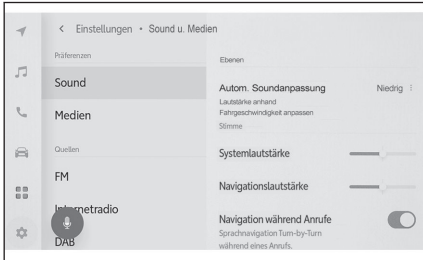 Einstellungen • Sound u. Medien
Präferenzen
Sound
Medien
Quellen
FM
Internetradio
DAB
Ebenen
Autom. Soundanpassung
Niedrig
Lautstärke anhand
Fahrgeschwindigkeit anpassen
Stimme
Systemlautstärke
Navigationslautstärke
Navigation während Anrufe
Sprachnavigation Turn-by-Turn
während eines Anrufs.